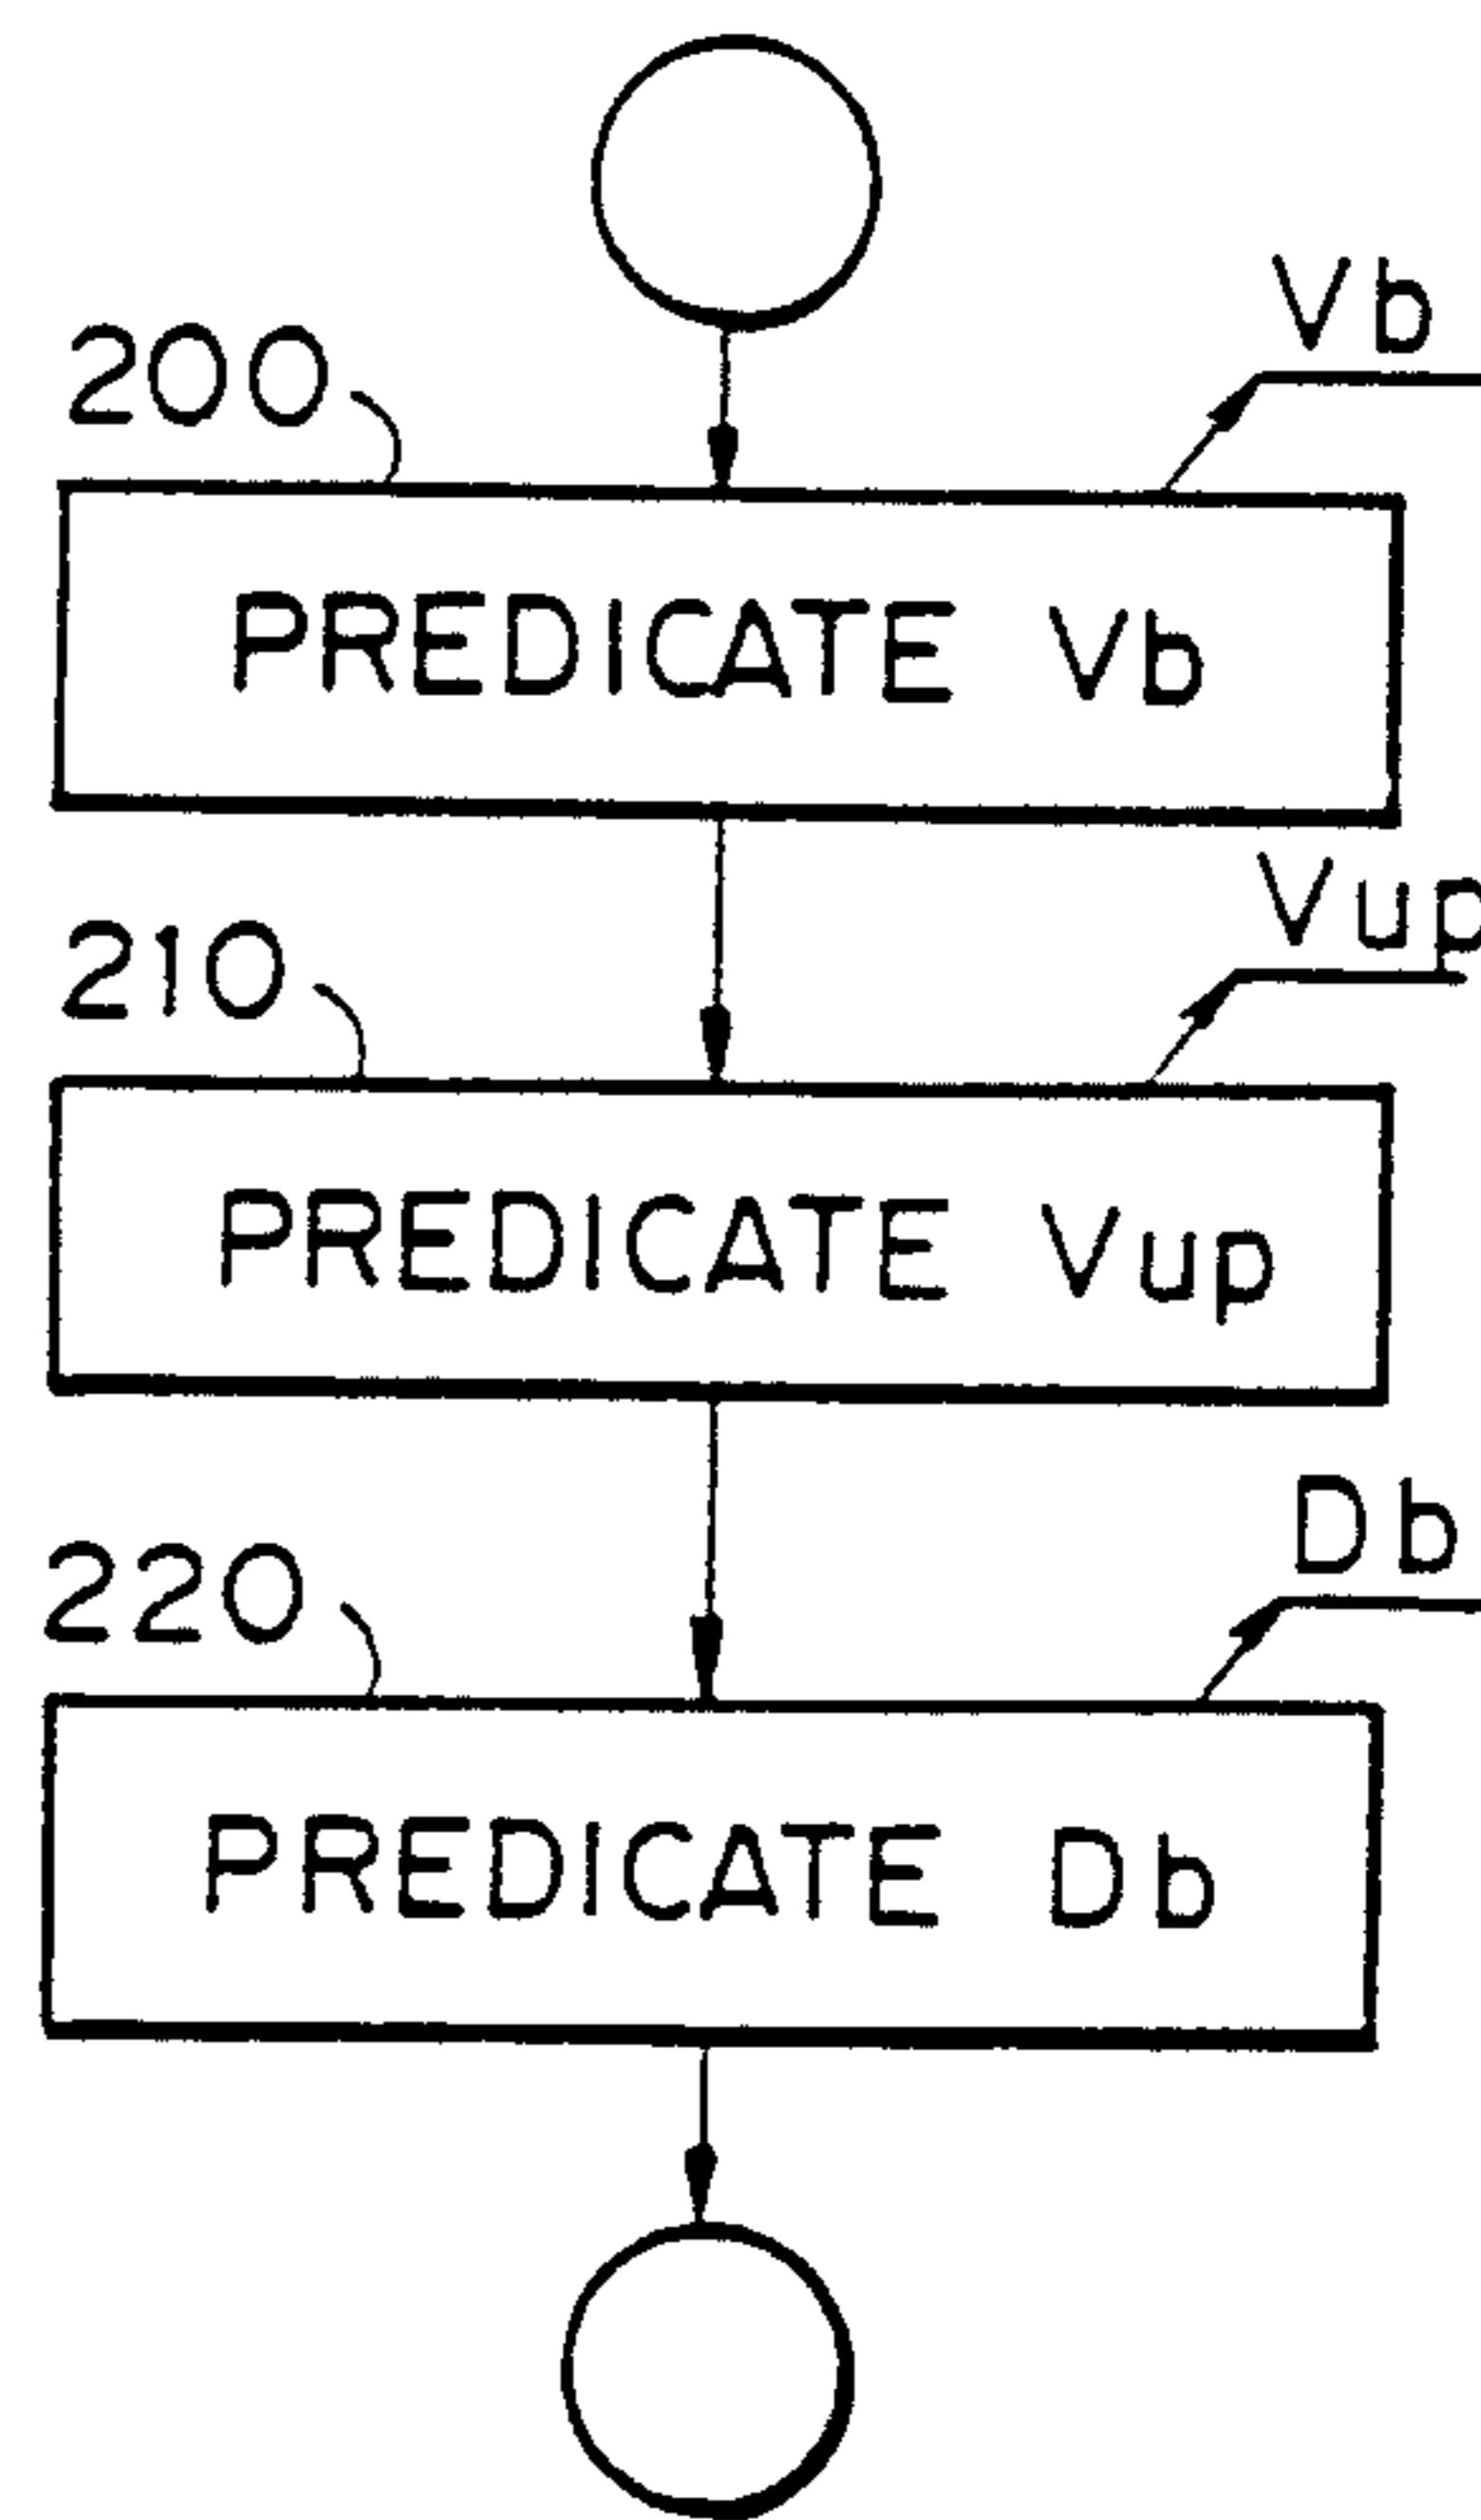 Vb
200
PREDICATE Vb
Vup
210
PREDICATE Vup
Db
220
PREDICATE Db